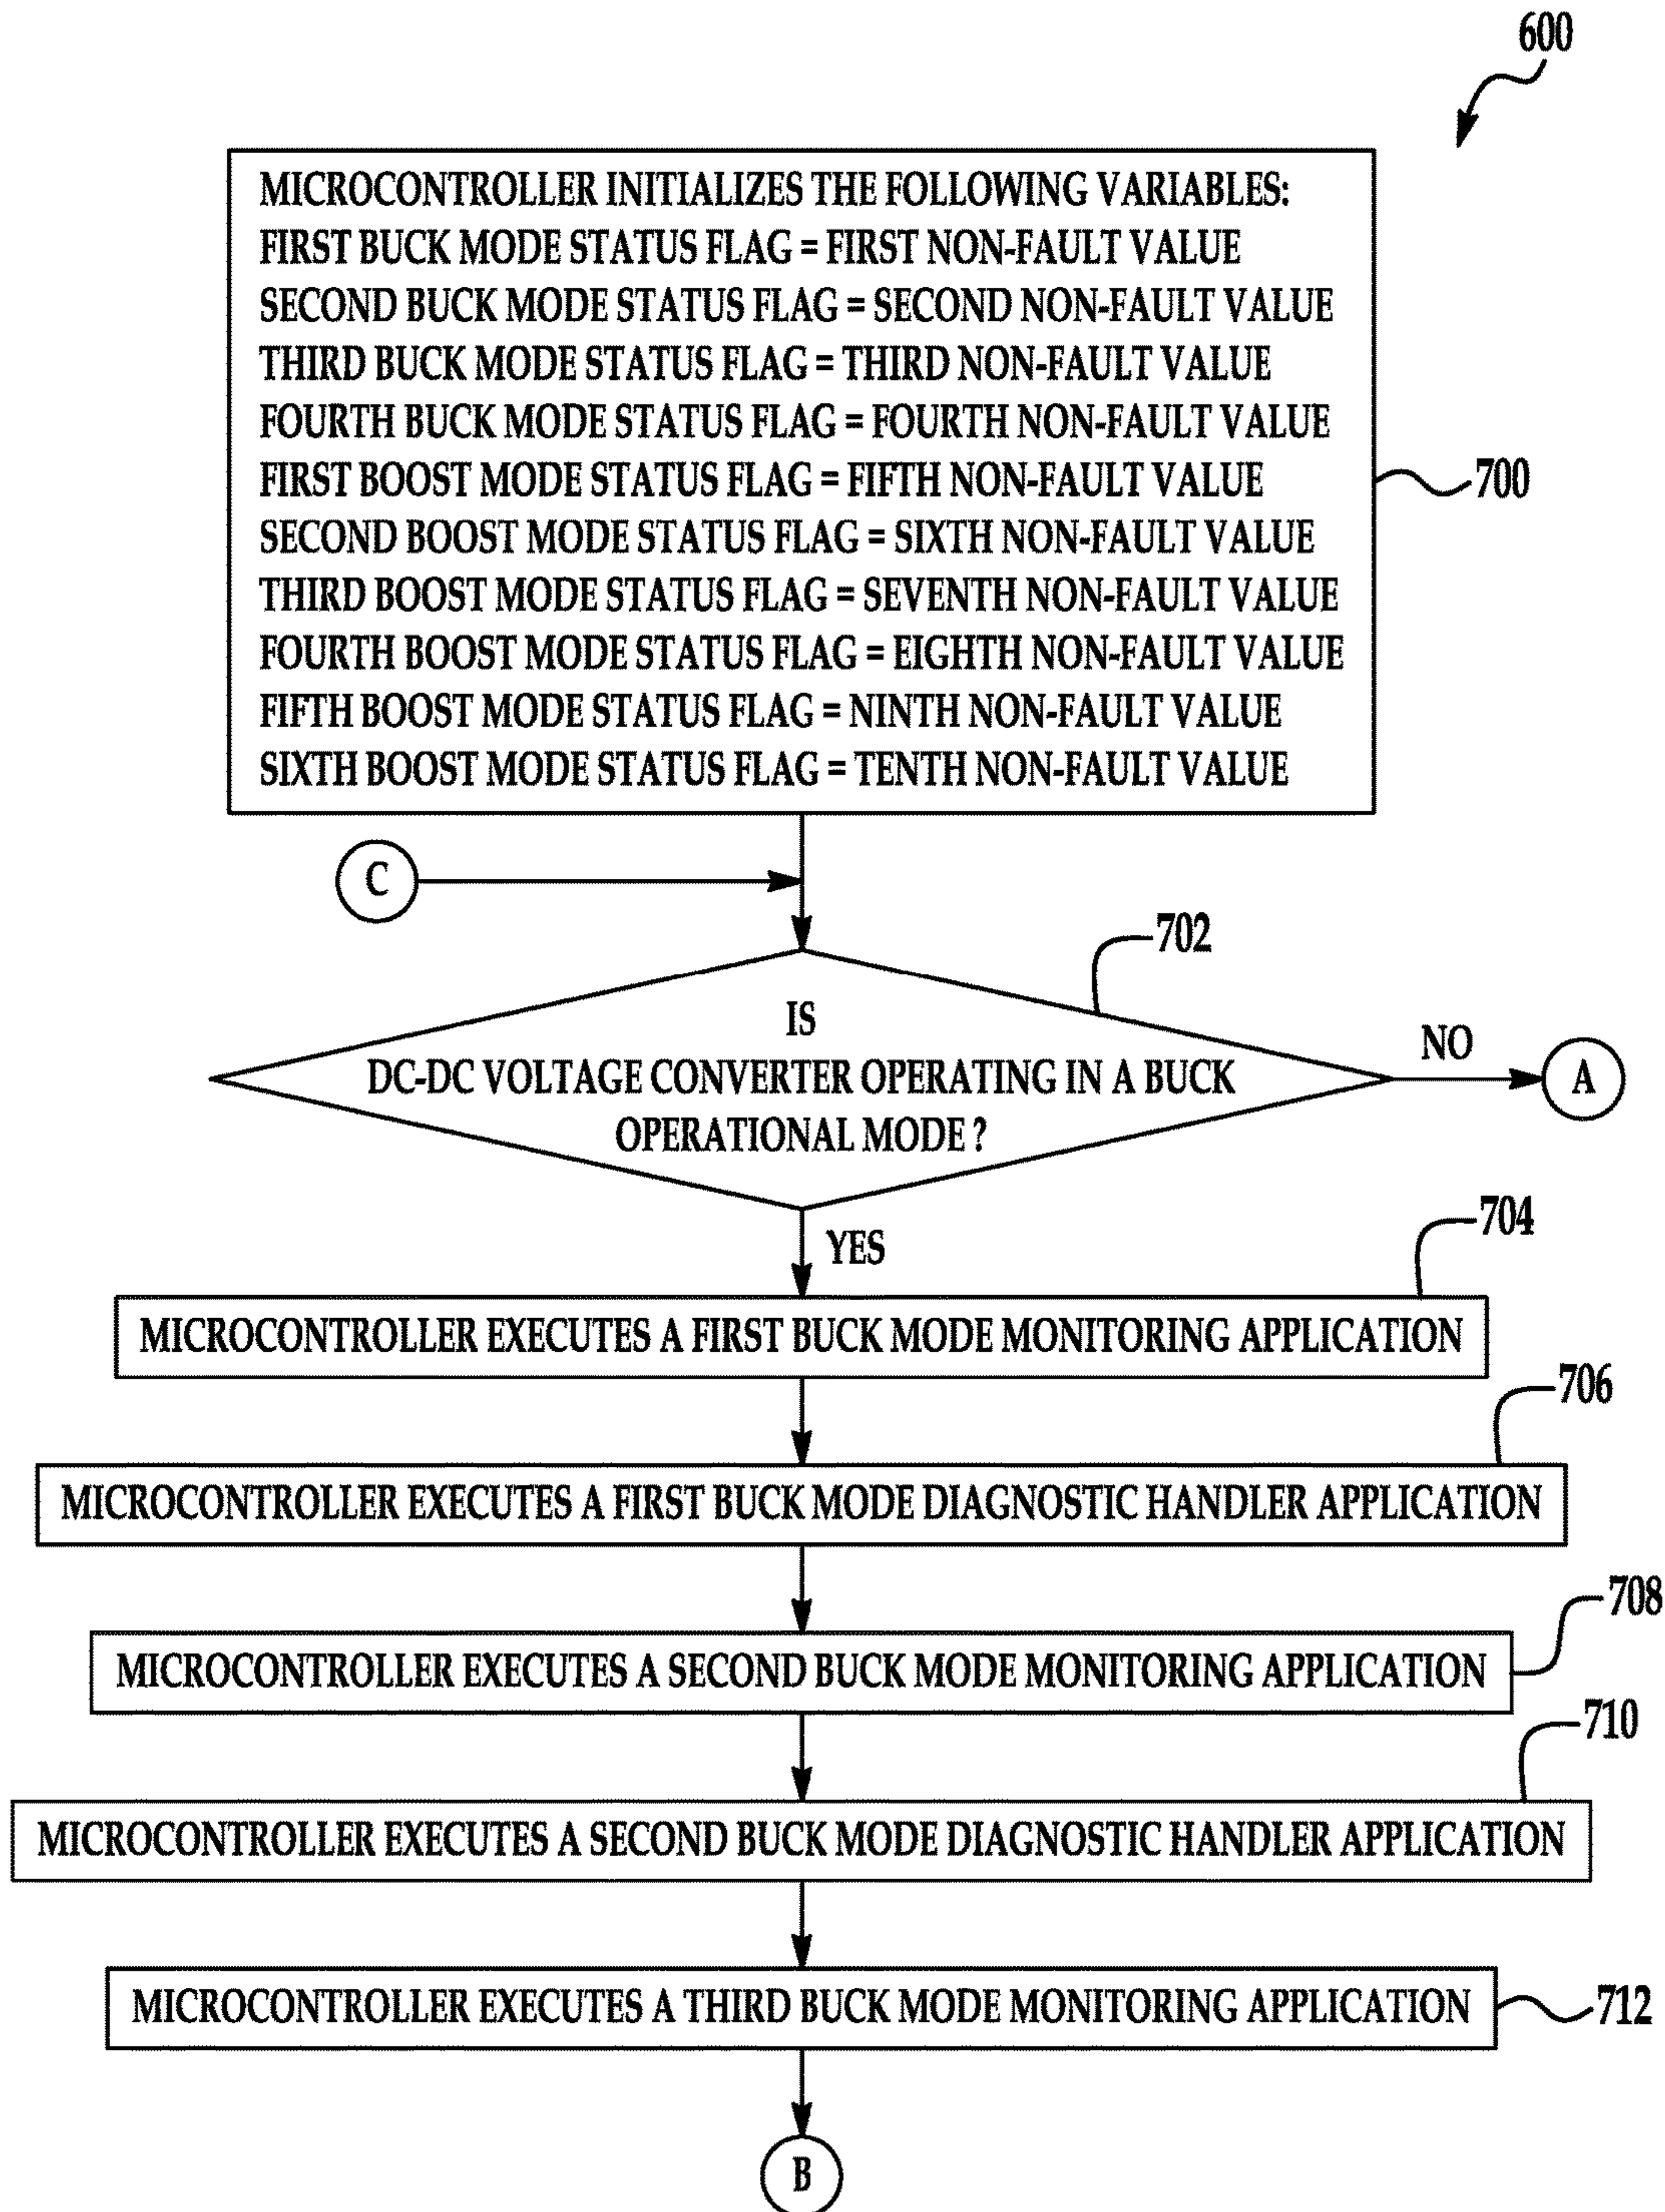 600
MICROCONTROLLER INITIALIZES THE FOLLOWING VARIABLES:
FIRST BUCK MODE STATUS FLAG = FIRST NON-FAULT VALUE
SECOND BUCK MODE STATUS FLAG = SECOND NON-FAULT VALUE
THIRD BUCK MODE STATUS FLAG = THIRD NON-FAULT VALUE
FOURTH BUCK MODE STATUS FLAG = FOURTH NON-FAULT VALUE
FIRST BOOST MODE STATUS FLAG = FIFTH NON-FAULT VALUE
SECOND BOOST MODE STATUS FLAG = SIXTH NON-FAULT VALUE
THIRD BOOST MODE STATUS FLAG = SEVENTH NON-FAULT VALUE
FOURTH BOOST MODE STATUS FLAG = EIGHTH NON-FAULT VALUE
FIFTH BOOST MODE STATUS FLAG = NINTH NON-FAULT VALUE
SIXTH BOOST MODE STATUS FLAG = TENTH NON-FAULT VALUE
700
C
702
IS
DC-DC VOLTAGE CONVERTER OPERATING IN A BUCK
OPERATIONAL MODE ?
NO
A
YES
704
MICROCONTROLLER EXECUTES A FIRST BUCK MODE MONITORING APPLICATION
706
MICROCONTROLLER EXECUTES A FIRST BUCK MODE DIAGNOSTIC HANDLER APPLICATION
708
MICROCONTROLLER EXECUTES A SECOND BUCK MODE MONITORING APPLICATION
710
MICROCONTROLLER EXECUTES A SECOND BUCK MODE DIAGNOSTIC HANDLER APPLICATION
MICROCONTROLLER EXECUTES A THIRD BUCK MODE MONITORING APPLICATION
712
B